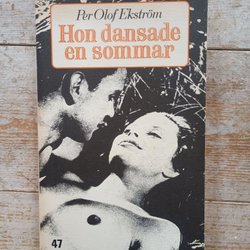 Per Olof Ekström
Hon dansade
en sommar
47